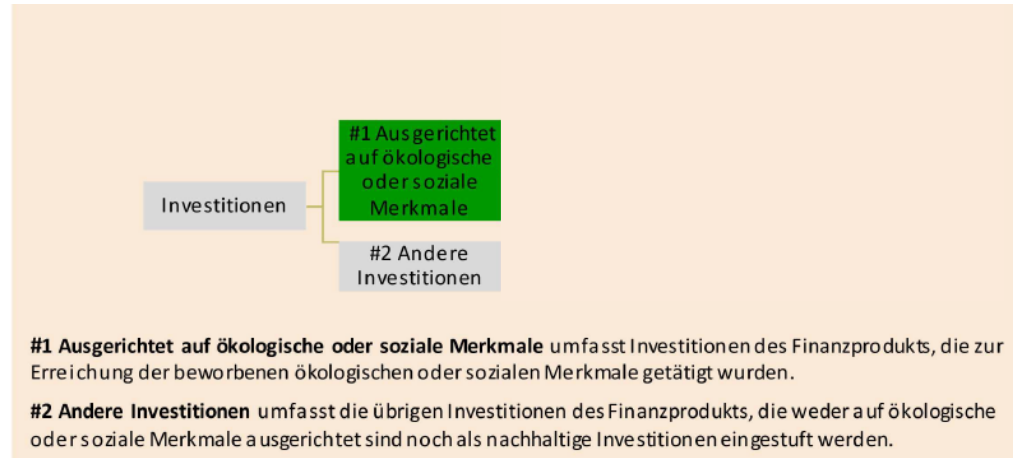 #1 Ausgerichtet
auf ökologische
oder soziale
Merkmale
Investitionen
#2 Andere
Investitionen
#1 Ausgerichtet auf ökologische oder soziale Merkmale umfasst Investitionen des Finanzprodukts, die zur
Erreichung der beworbenen ökologischen oder sozialen Merkmale getätigt wurden.
#2 Andere Investitionen umfasst die übrigen Investitionen des Finanzprodukts, die weder auf ökologische
oder soziale Merkmale ausgerichtet sind noch als nachhaltige Investitionen eingestuft werden.